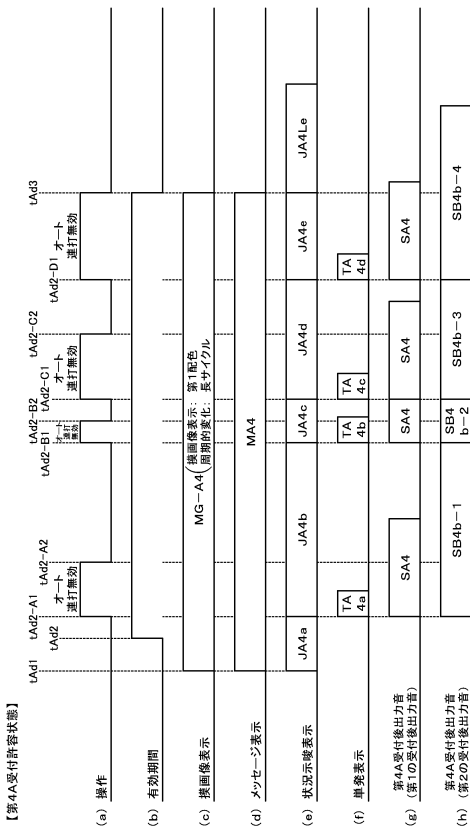 【第4A受付許容状態】
tAd1
tAd2
tAd2-A1
tAd2-A2
tAd2-B1
tAd2-B2
tAd2-C1
tAd2-C2
tAd2-D1
tAd3
(a) 操作
オート
連打無効
オート
連打
無効
オート
連打無効
オート
連打無効
(b) 有効期間
(c) 摸画像表示
MG-A4(摸画像表示:第1配色
周期的変化:長サイクル)
(d) メッセージ表示
MA4
(e) 状況示唆表示
JA4a
JA4b
JA4c
JA4d
JA4e
JA4Le
(f) 単発表示
TA
4a
TA
4b
TA
4c
TA
4d
(g) 第4A受付後出力音
(第1の受付後出力音)
SA4
SA4
SA4
SA4
(h) 第4A受付後出力音
(第2の受付後出力音)
SB4b-1
SB4
b-2
SB4b-3
SB4b-4